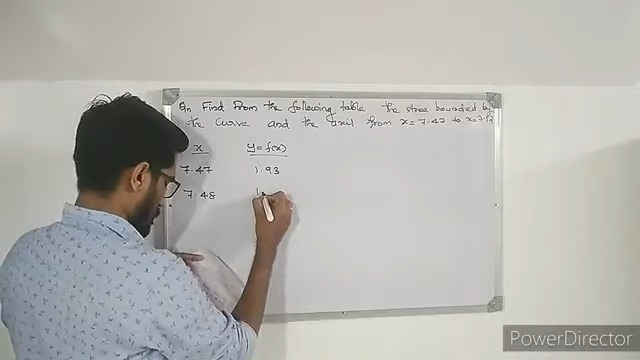 Qn Find From the following table the area bounded by
the curve and the axis from x = 7.47 to x = 7.52
x y = f(x)
7.47 1.93
7.48 1.
PowerDirector